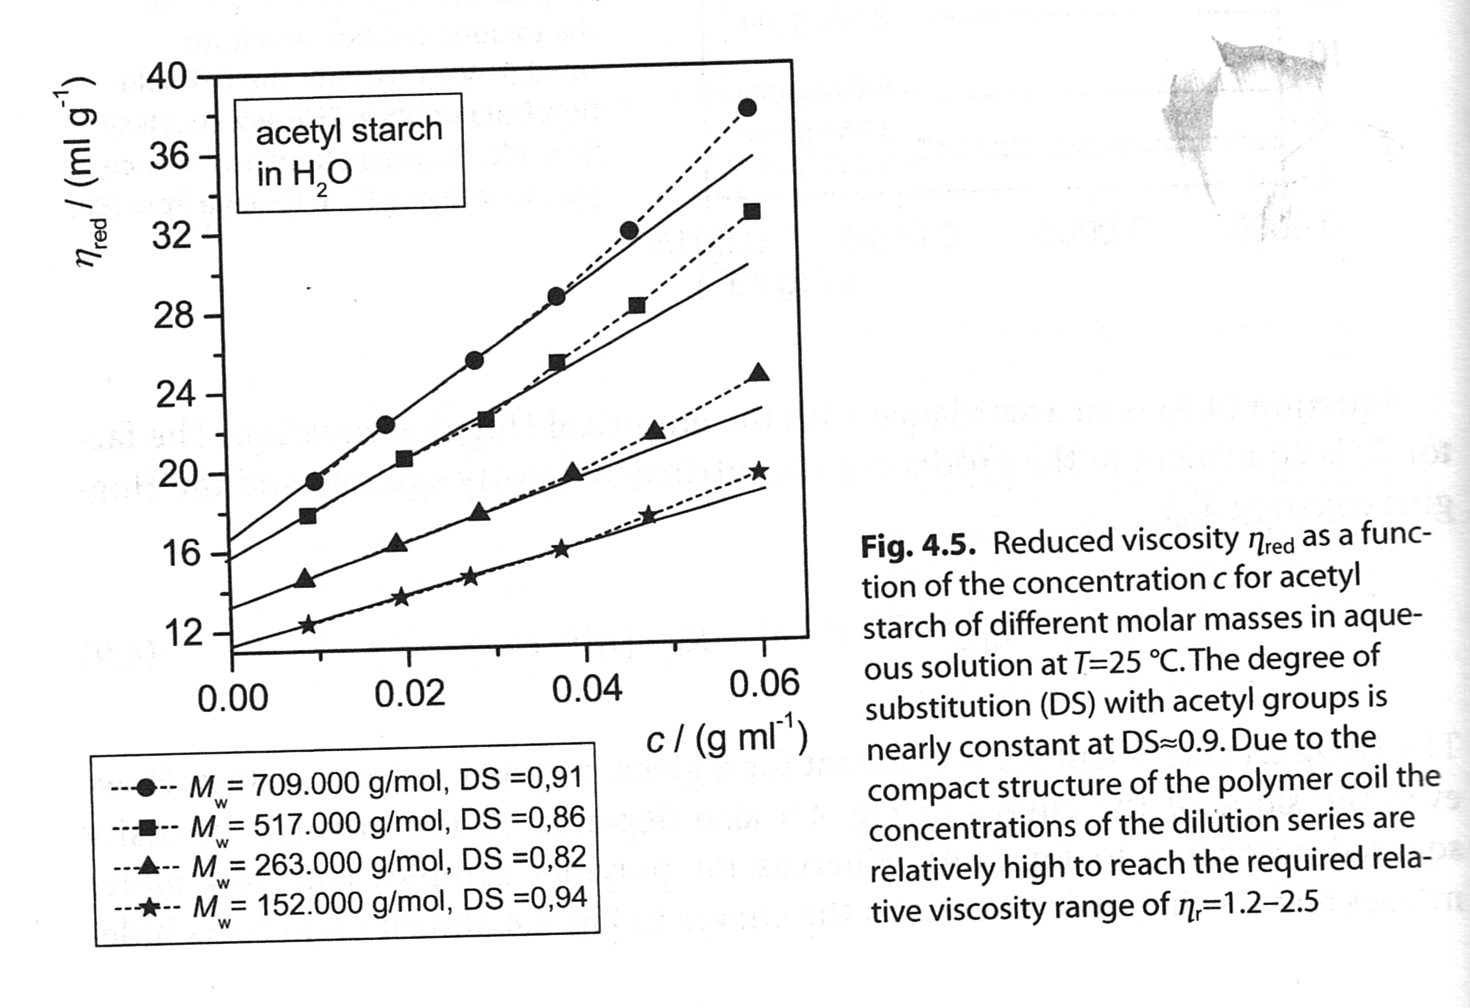 40
36
32
28
24
20
16
12
η_red / (ml g⁻¹)
acetyl starch
in H₂O
0.00 0.02 0.04 0.06
c / (g ml⁻¹)
M_w = 709.000 g/mol, DS =0,91
M_w = 517.000 g/mol, DS =0,86
M_w = 263.000 g/mol, DS =0,82
M_w = 152.000 g/mol, DS =0,94
Fig. 4.5. Reduced viscosity η_red as a func-
tion of the concentration c for acetyl
starch of different molar masses in aque-
ous solution at T=25 °C. The degree of
substitution (DS) with acetyl groups is
nearly constant at DS≈0.9. Due to the
compact structure of the polymer coil the
concentrations of the dilution series are
relatively high to reach the required rela-
tive viscosity range of η_r=1.2–2.5